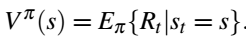 V^π(s) = E_π{R_t|s_t = s}.